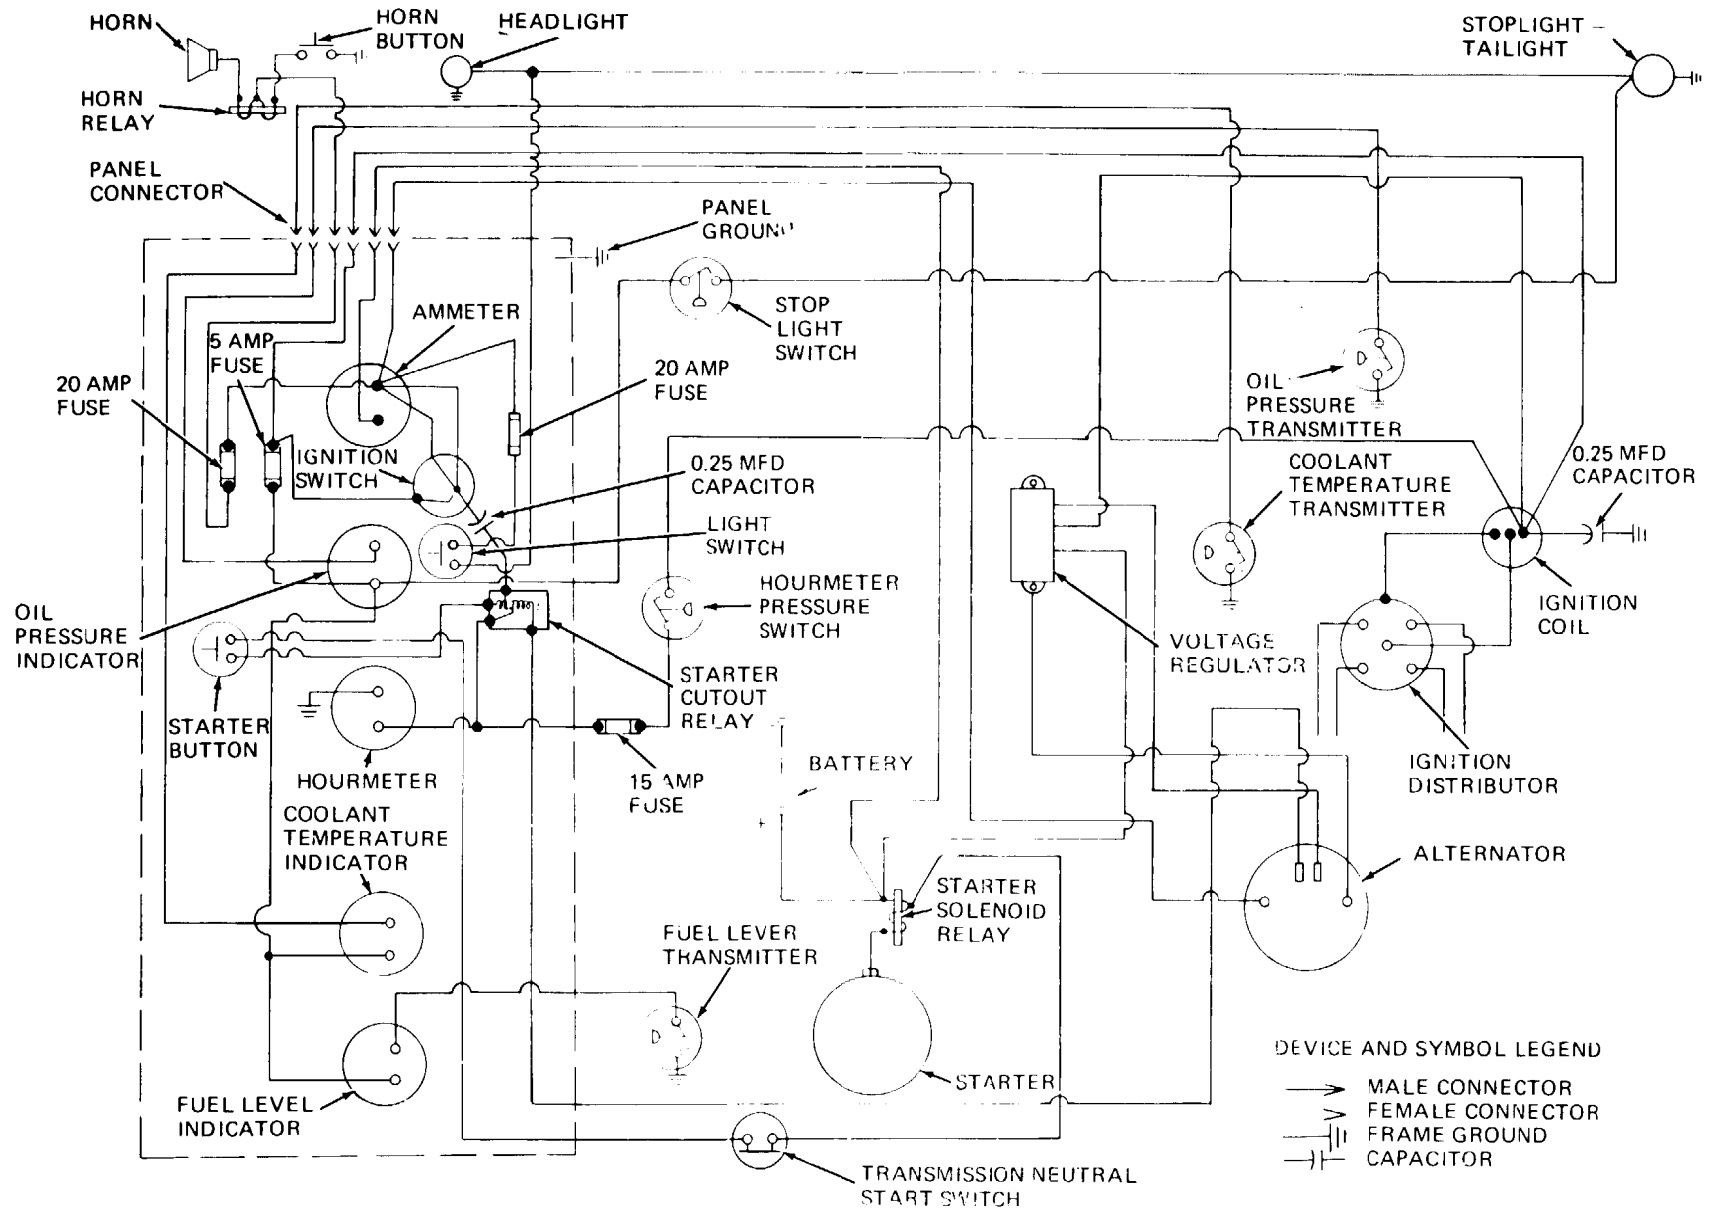 HORN
HORN
BUTTON
HEADLIGHT
STOPLIGHT –
TAILIGHT
HORN
RELAY
PANEL
CONNECTOR
PANEL
GROUND
AMMETER
STOP
LIGHT
SWITCH
5 AMP
FUSE
20 AMP
FUSE
20 AMP
FUSE
OIL
PRESSURE
TRANSMITTER
IGNITION
SWITCH
0.25 MFD
CAPACITOR
COOLANT
TEMPERATURE
TRANSMITTER
0.25 MFD
CAPACITOR
LIGHT
SWITCH
HOURMETER
PRESSURE
SWITCH
OIL
PRESSURE
INDICATOR
IGNITION
COIL
VOLTAGE
REGULATOR
STARTER
CUTOUT
RELAY
STARTER
BUTTON
HOURMETER
15 AMP
FUSE
BATTERY
+
IGNITION
DISTRIBUTOR
COOLANT
TEMPERATURE
INDICATOR
ALTERNATOR
STARTER
SOLENOID
RELAY
FUEL LEVER
TRANSMITTER
STARTER
FUEL LEVEL
INDICATOR
TRANSMISSION NEUTRAL
START SWITCH
DEVICE AND SYMBOL LEGEND
MALE CONNECTOR
FEMALE CONNECTOR
FRAME GROUND
CAPACITOR